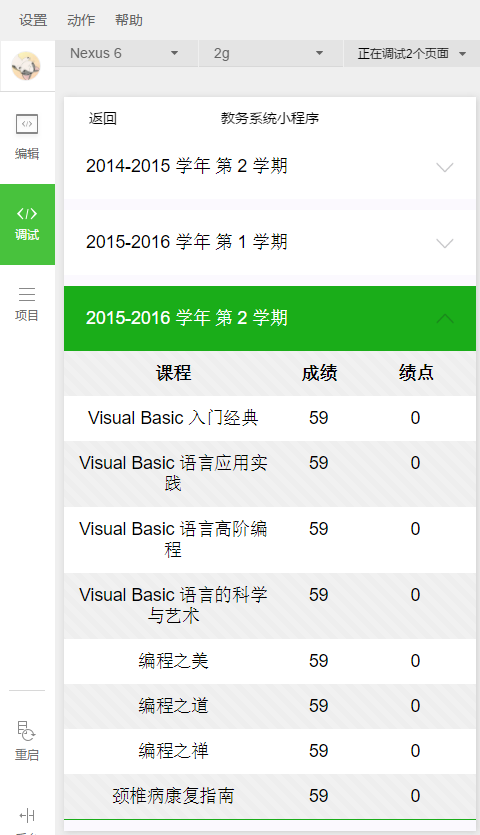 设置 动作 帮助
Nexus 6 2g 正在调试2个页面
编辑
调试
项目
重启
返回 教务系统小程序
2014-2015 学年 第 2 学期
2015-2016 学年 第 1 学期
2015-2016 学年 第 2 学期
课程 成绩 绩点
Visual Basic 入门经典 59 0
Visual Basic 语言应用实 59 0
践
Visual Basic 语言高阶编 59 0
程
Visual Basic 语言的科学 59 0
与艺术
编程之美 59 0
编程之道 59 0
编程之禅 59 0
颈椎病康复指南 59 0